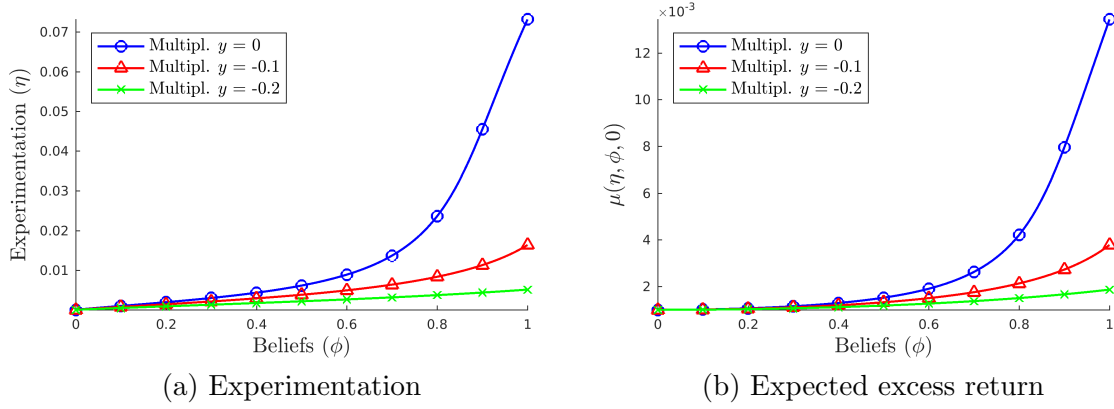 0.07
0.06
0.05
0.04
0.03
0.02
0.01
Experimentation (η)
Multipl. y = 0
Multipl. y = -0.1
Multipl. y = -0.2
0 0.2 0.4 0.6 0.8 1
Beliefs (ϕ)
(a) Experimentation
×10⁻³
12
10
8
6
4
2
μ(η, ϕ, 0)
Multipl. y = 0
Multipl. y = -0.1
Multipl. y = -0.2
0 0.2 0.4 0.6 0.8 1
Beliefs (ϕ)
(b) Expected excess return